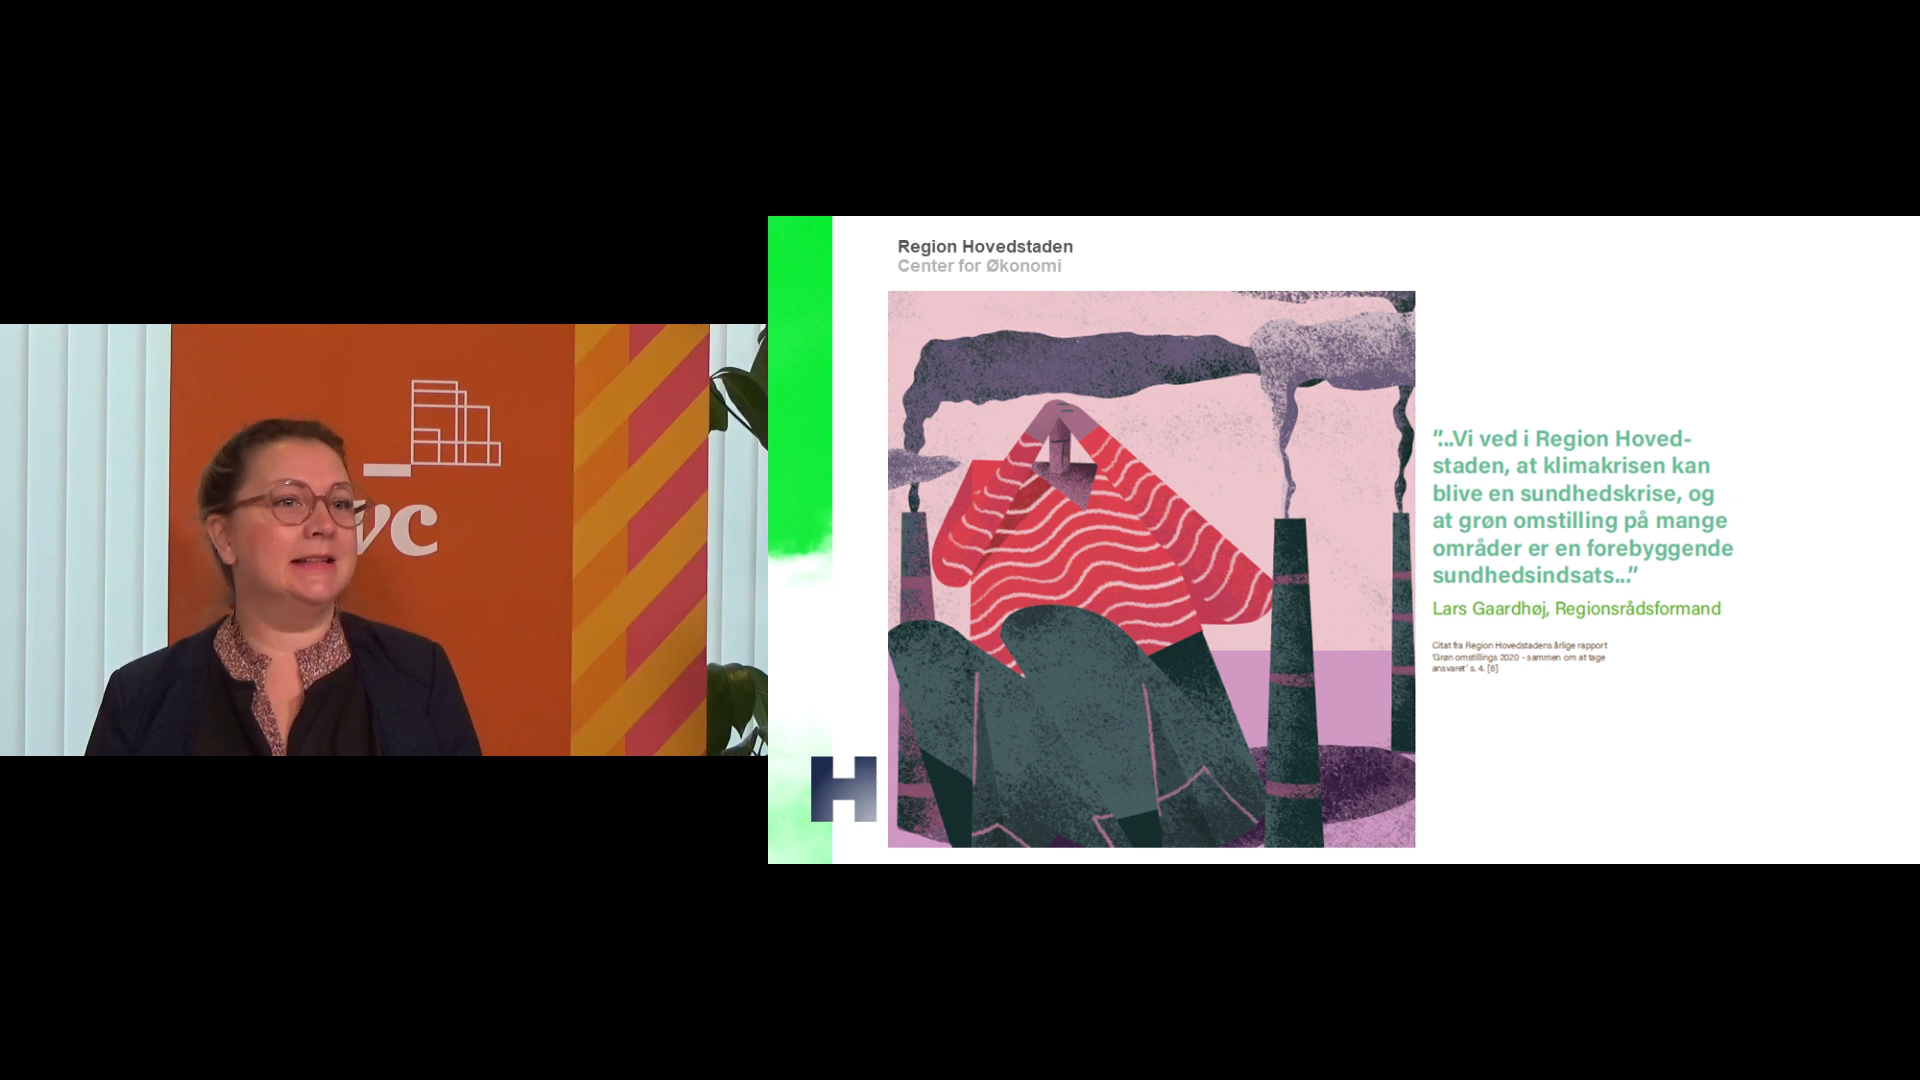 wc
Region Hovedstaden
Center for Økonomi
"...Vi ved i Region Hoved-
staden, at klimakrisen kan
blive en sundhedskrise, og
at grøn omstilling på mange
områder er en forebyggende
sundhedsindsats..."
Lars Gaardhøj, Regionsrådsformand
Citat fra Region Hovedstadens årlige rapport
'Grøn omstillings 2020 - sammen om at tage
ansvaret' s. 4. [8]
H